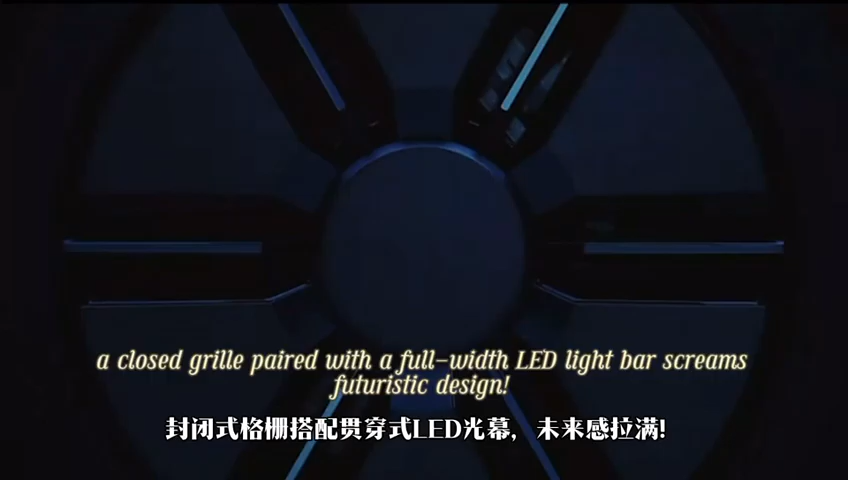 a closed grille paired with a full-width LED light bar screams
futuristic design!
封闭式格栅搭配贯穿式LED光幕，未来感拉满!